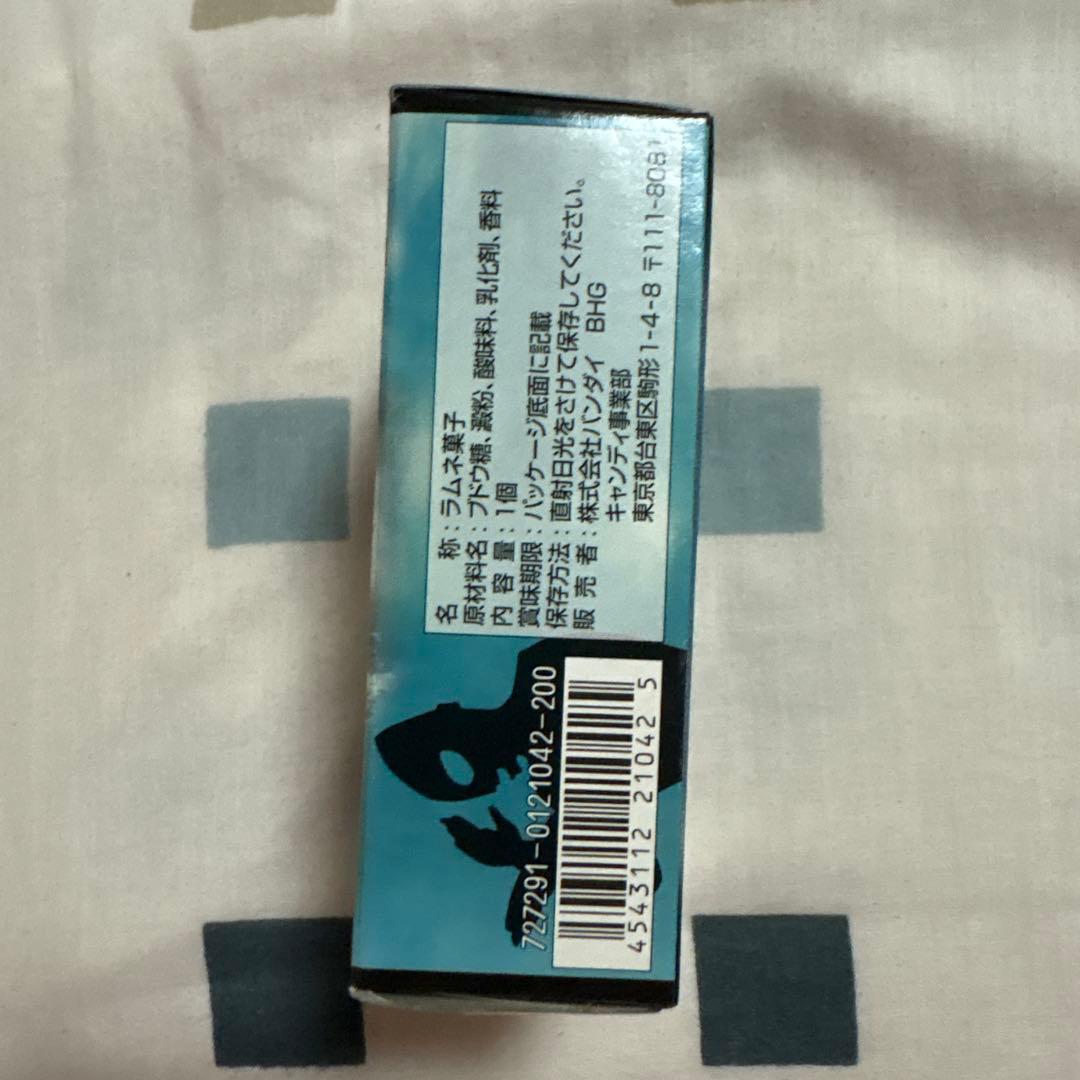 名称：ラムネ菓子
原材料名：ブドウ糖、澱粉、酸味料、乳化剤、香料
内容量：1個
賞味期限：パッケージ底面に記載
保存方法：直射日光をさけて保存してください。
販売者：株式会社バンダイ BHG
キャンディ事業部
東京都台東区駒形1-4-8 〒111-8081
727291-0121042-200
4543112 21042 5